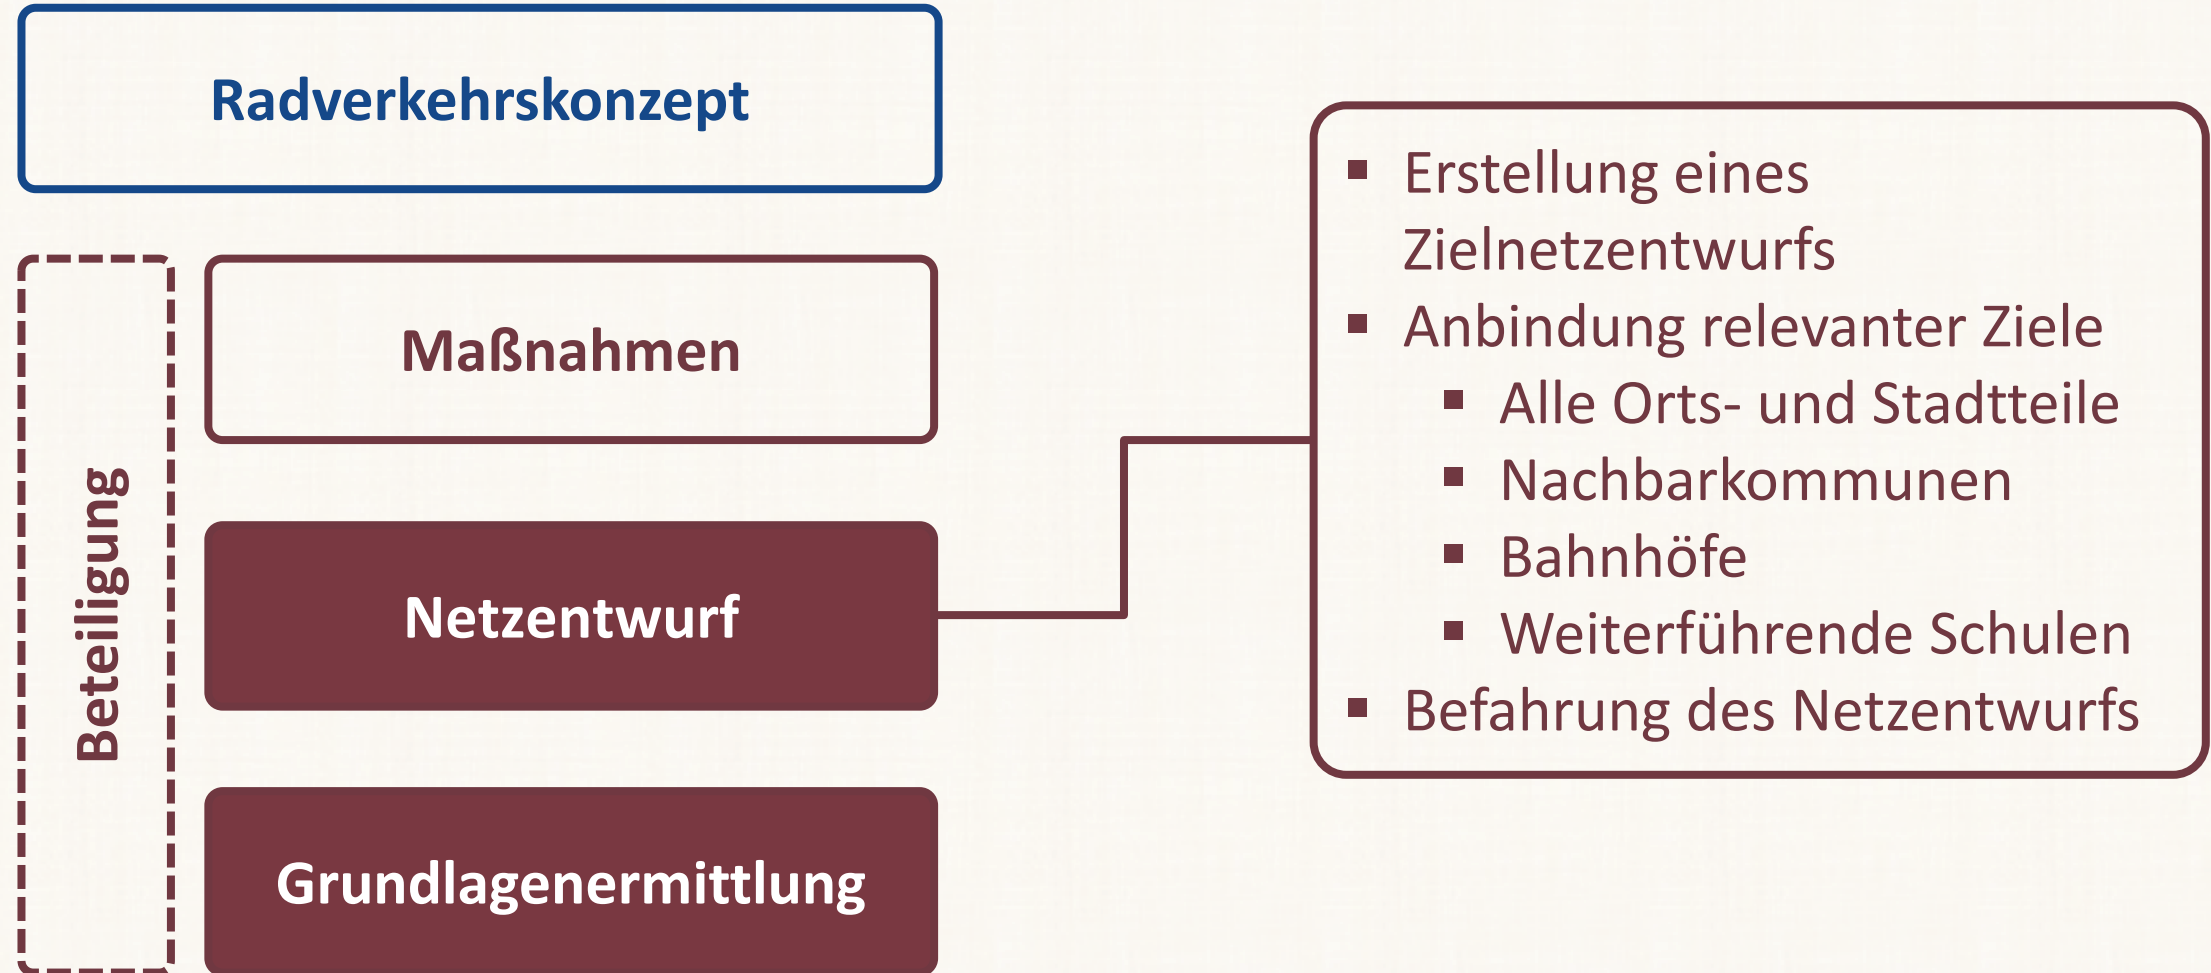 Radverkehrskonzept
Beteiligung
Maßnahmen
Netzentwurf
Grundlagenermittlung
▪ Erstellung eines
Zielnetzentwurfs
▪ Anbindung relevanter Ziele
▪ Alle Orts- und Stadtteile
▪ Nachbarkommunen
▪ Bahnhöfe
▪ Weiterführende Schulen
▪ Befahrung des Netzentwurfs